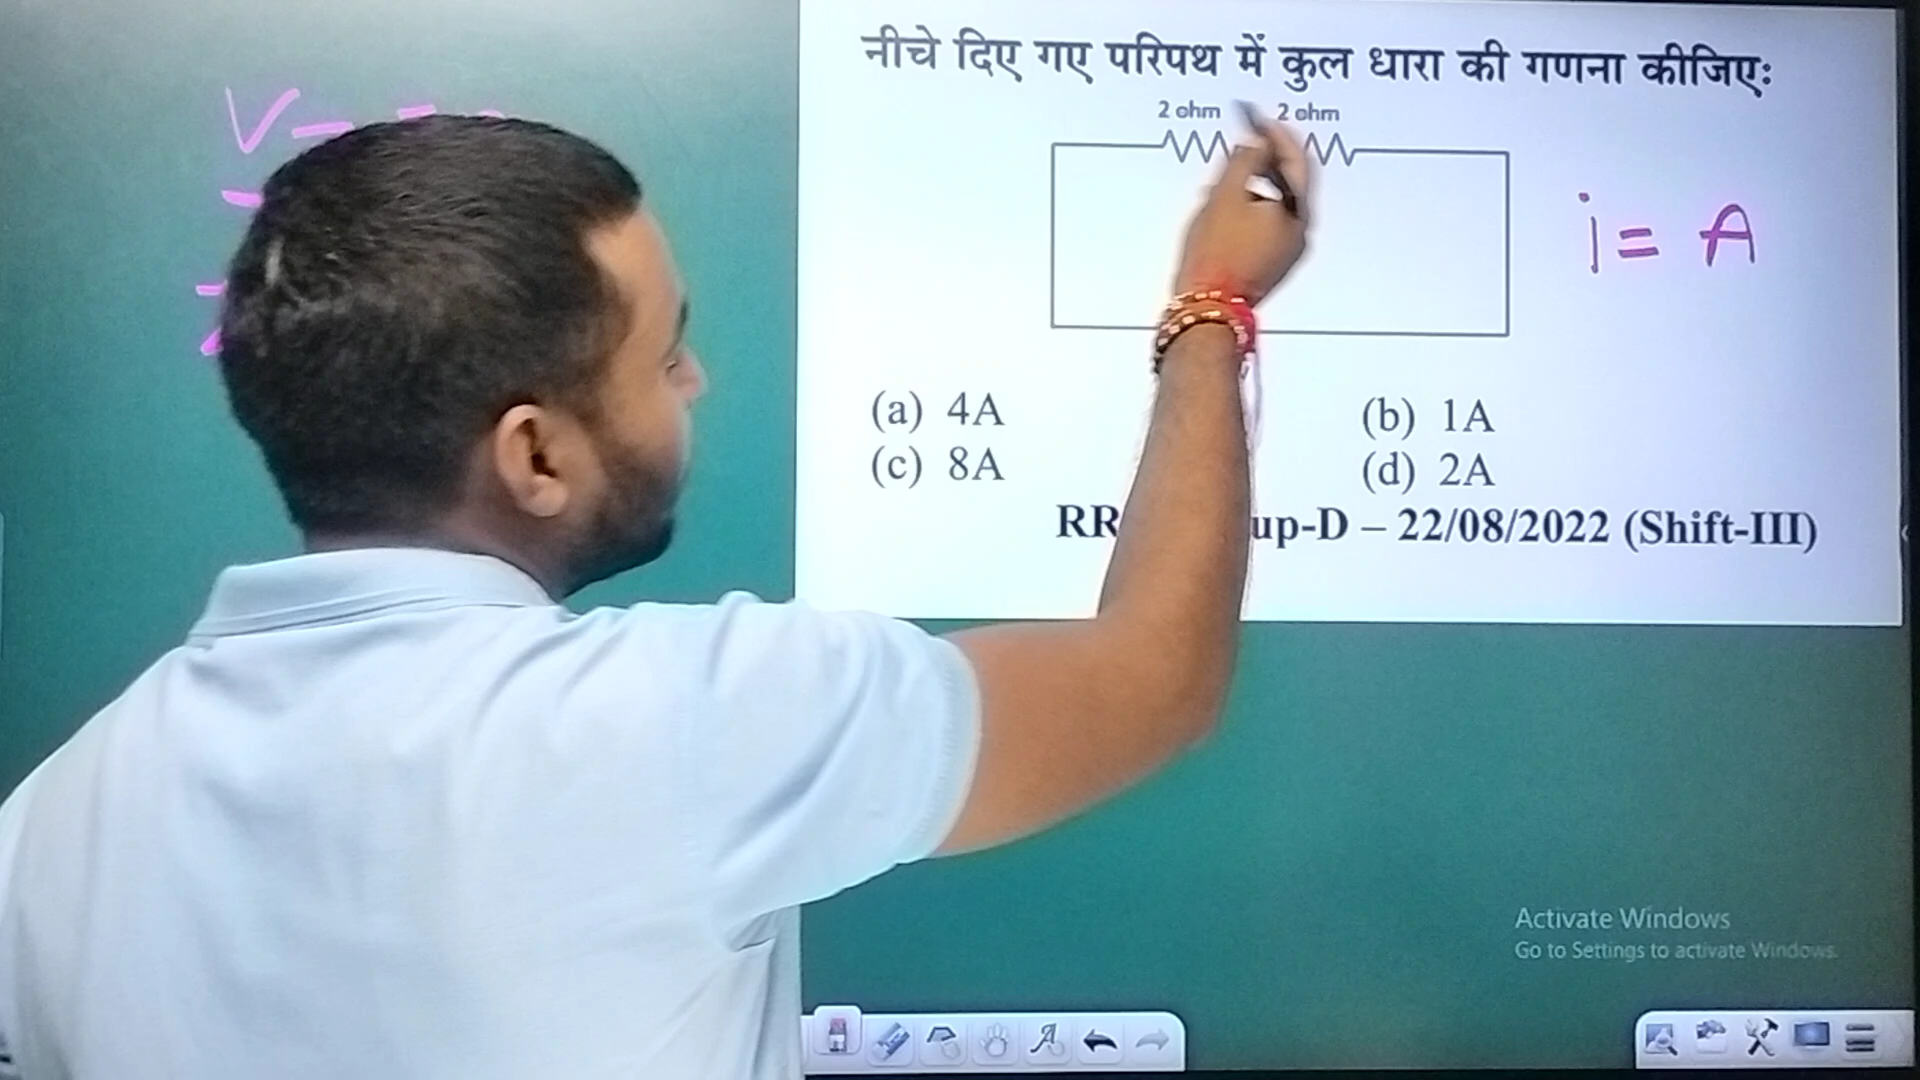 नीचे दिए गए परिपथ में कुल धारा की गणना कीजिए:
2 ohm 2 ohm
V =
i = A
(a) 4A (b) 1A
(c) 8A (d) 2A
up-D – 22/08/2022 (Shift-III)
Activate Windows
Go to Settings to activate Windows.